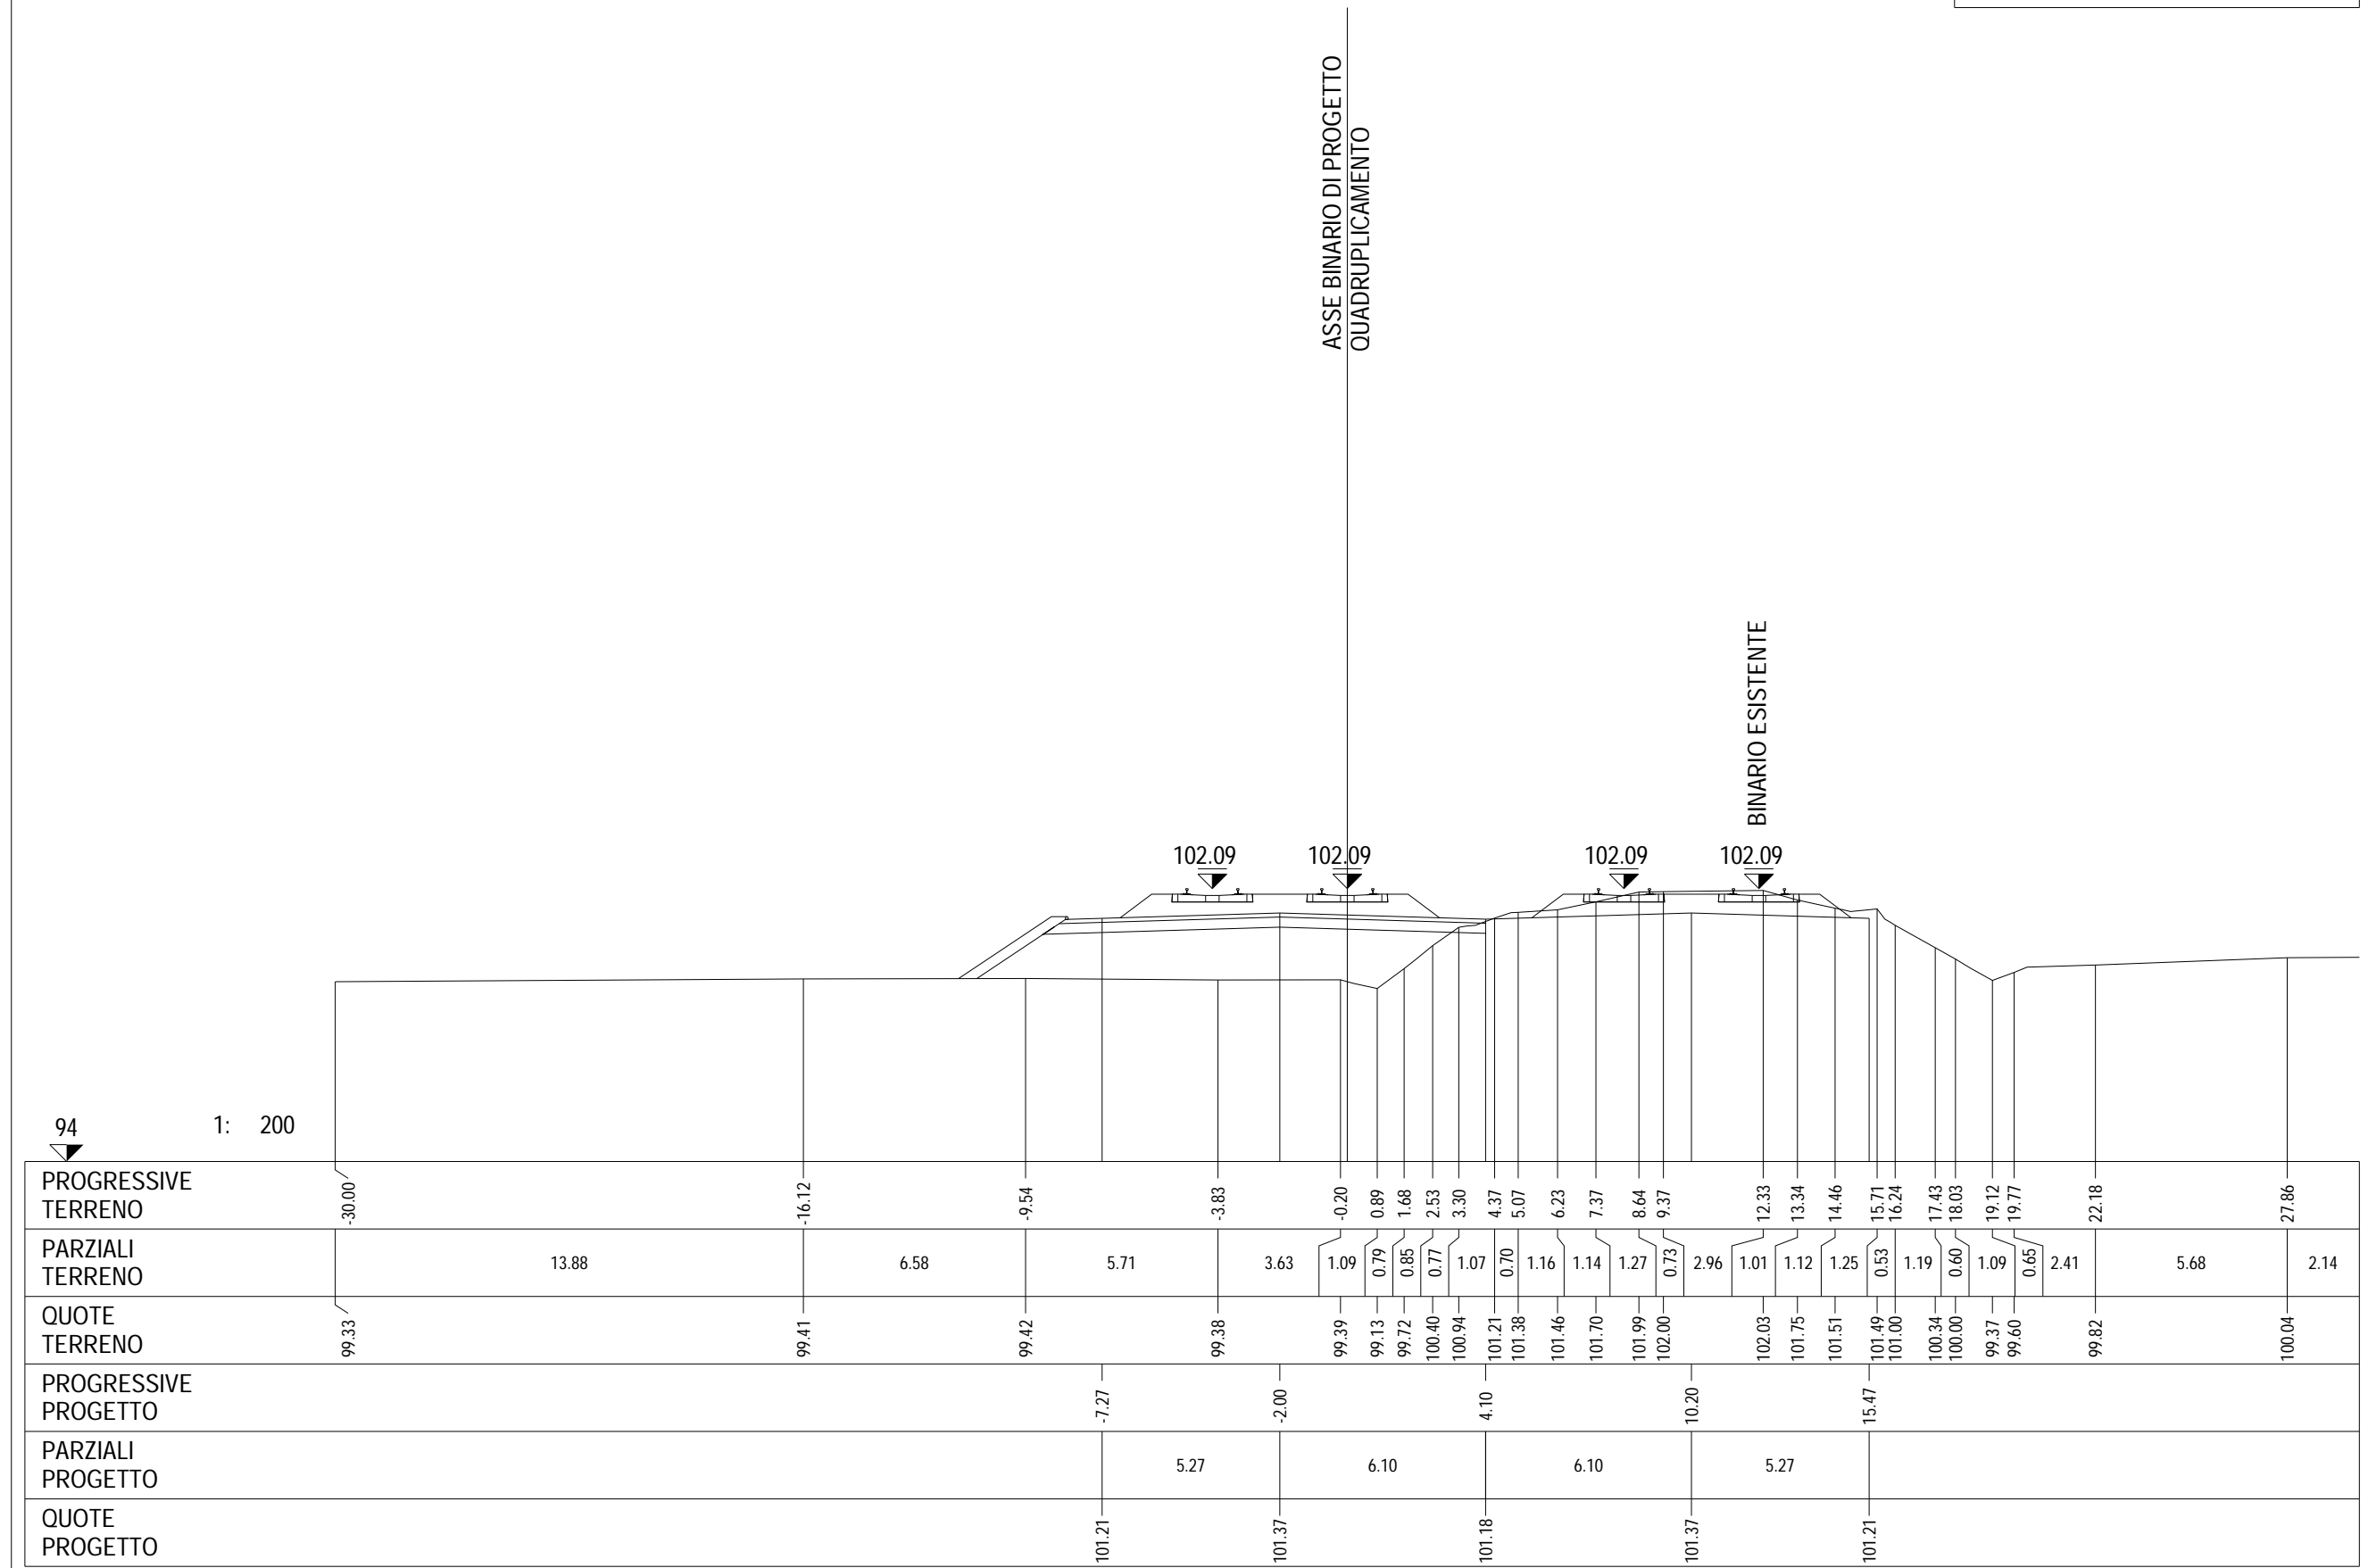 ASSE BINARIO DI PROGETTO
QUADRUPLICAMENTO
BINARIO ESISTENTE
102.09 102.09 102.09 102.09
94 1: 200
PROGRESSIVE
TERRENO
-30.00 -16.12 -9.54 -3.83 -0.20 0.89 1.68 2.53 3.30 4.37 5.07 6.23 7.37 8.64 9.37 12.33 13.34 14.46 15.71 16.24 17.43 18.03 19.12 19.77 22.18 27.86
PARZIALI
TERRENO
13.88 6.58 5.71 3.63 1.09 0.79 0.85 0.77 1.07 0.70 1.16 1.14 1.27 0.73 2.96 1.01 1.12 1.25 0.53 1.19 0.60 1.09 0.65 2.41 5.68 2.14
QUOTE
TERRENO
99.33 99.41 99.42 99.38 99.39 99.13 99.72 100.40 100.94 101.21 101.38 101.46 101.70 101.99 102.00 102.03 101.75 101.51 101.49 101.00 100.34 100.00 99.37 99.60 99.82 100.04
PROGRESSIVE
PROGETTO
-7.27 -2.00 4.10 10.20 15.47
PARZIALI
PROGETTO
5.27 6.10 6.10 5.27
QUOTE
PROGETTO
101.21 101.37 101.18 101.37 101.21